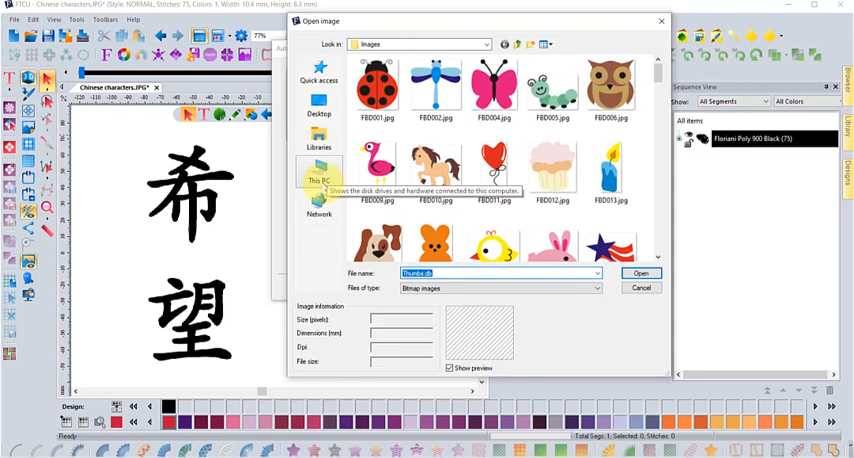 FTCU - Chinese characters.JPG* (Style: NORMAL, Stitches: 75, Colors: 1, Width: 10.4 mm, Height: 8.3 mm)
File Edit View Tools Toolbars Help
77%
Chinese characters.JPG*
希
望
Open image
Look in: Images
Quick access
Desktop
Libraries
This PC
Network
FBD001.jpg FBD002.jpg FBD004.jpg FBD005.jpg FBD006.jpg
FBD009.jpg FBD010.jpg FBD011.jpg FBD012.jpg FBD013.jpg
Shows the disk drives and hardware connected to this computer.
File name: Thumbs.db Open
Files of type: Bitmap images Cancel
Image information
Size (pixels):
Dimensions (mm):
Dpi:
File size:
Show preview
Sequence View
Show: All Segments All Colors
All items
Floriani Poly 900 Black (75)
Browser
Library
Design
Design:
Ready
Total Segs: 1, Selected: 0, Stitches: 0